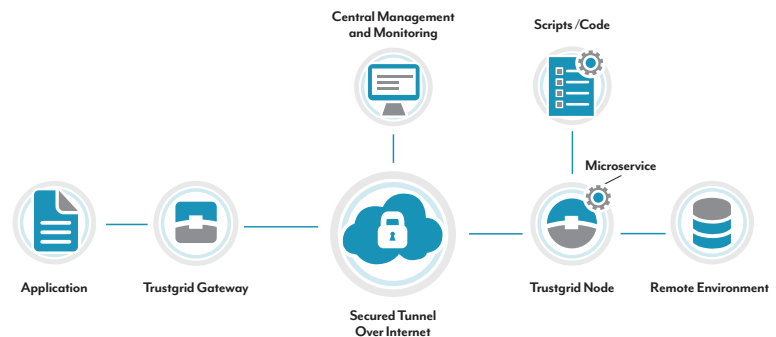 Central Management
and Monitoring
Scripts /Code
Microservice
Application
Trustgrid Gateway
Secured Tunnel
Over Internet
Trustgrid Node
Remote Environment